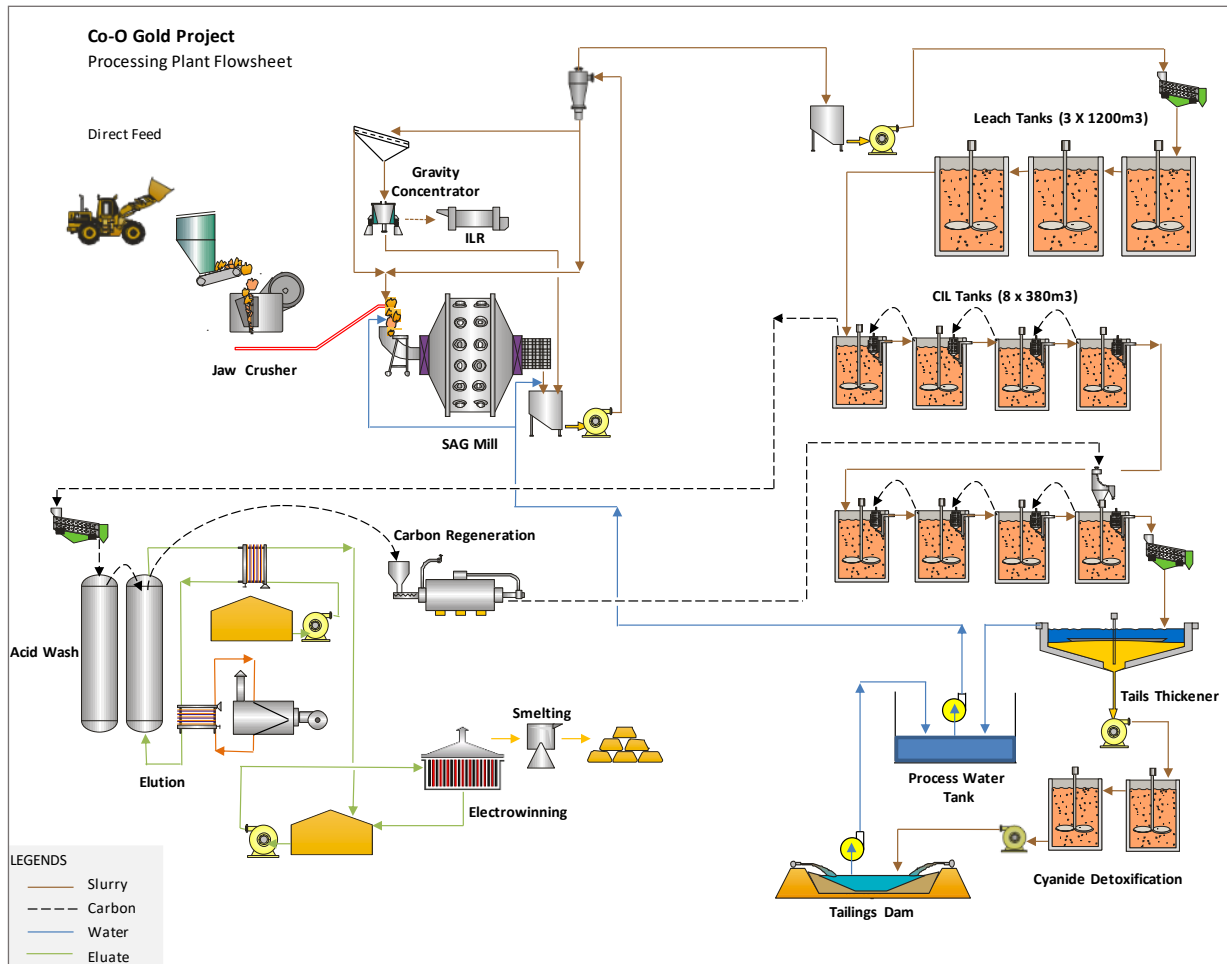 Co-O Gold Project
Processing Plant Flowsheet
Direct Feed
Leach Tanks (3 X 1200m3)
Gravity
Concentrator
ILR
CIL Tanks (8 x 380m3)
Jaw Crusher
SAG Mill
Carbon Regeneration
Acid Wash
Tails Thickener
Smelting
Process Water
Tank
Elution
Electrowinning
Cyanide Detoxification
Tailings Dam
LEGENDS
Slurry
Carbon
Water
Eluate